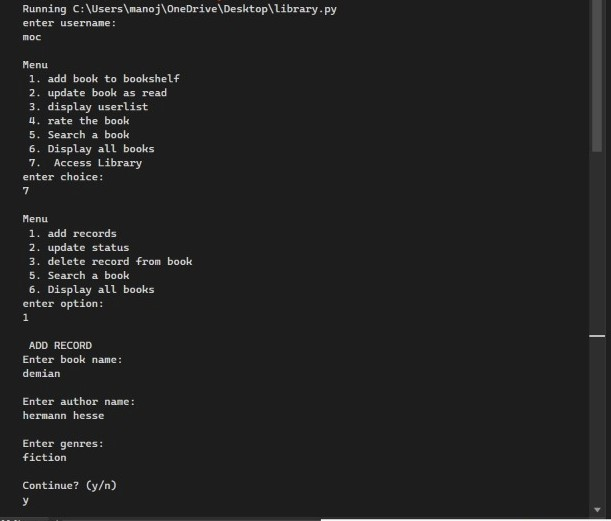 Running C:\Users\manoj\OneDrive\Desktop\library.py
enter username:
moc
Menu
1. add book to bookshelf
2. update book as read
3. display userlist
4. rate the book
5. Search a book
6. Display all books
7.  Access Library
enter choice:
7
Menu
1. add records
2. update status
3. delete record from book
5. Search a book
6. Display all books
enter option:
1
ADD RECORD
Enter book name:
demian
Enter author name:
hermann hesse
Enter genres:
fiction
Continue? (y/n)
y